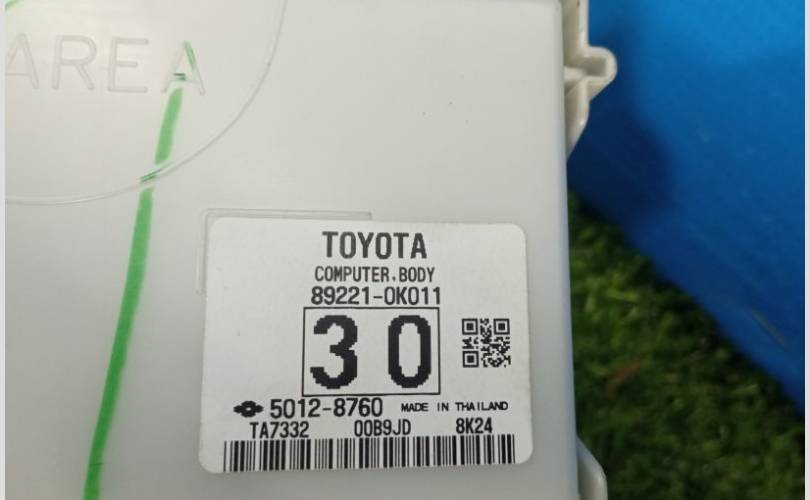 AREA
TOYOTA
COMPUTER.BODY
89221-0K011
30
5012-8760 MADE IN THAILAND
TA7332 00B9JD 8K24